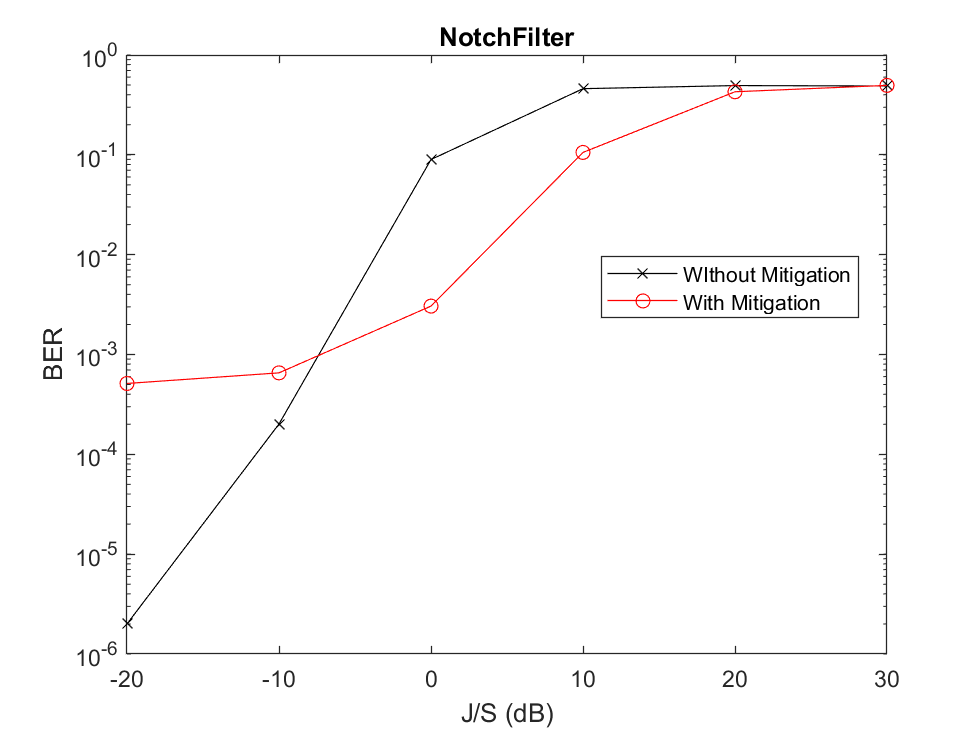 NotchFilter
10^0
10^-1
10^-2
10^-3
10^-4
10^-5
10^-6
BER
WIthout Mitigation
With Mitigation
-20 -10 0 10 20 30
J/S (dB)